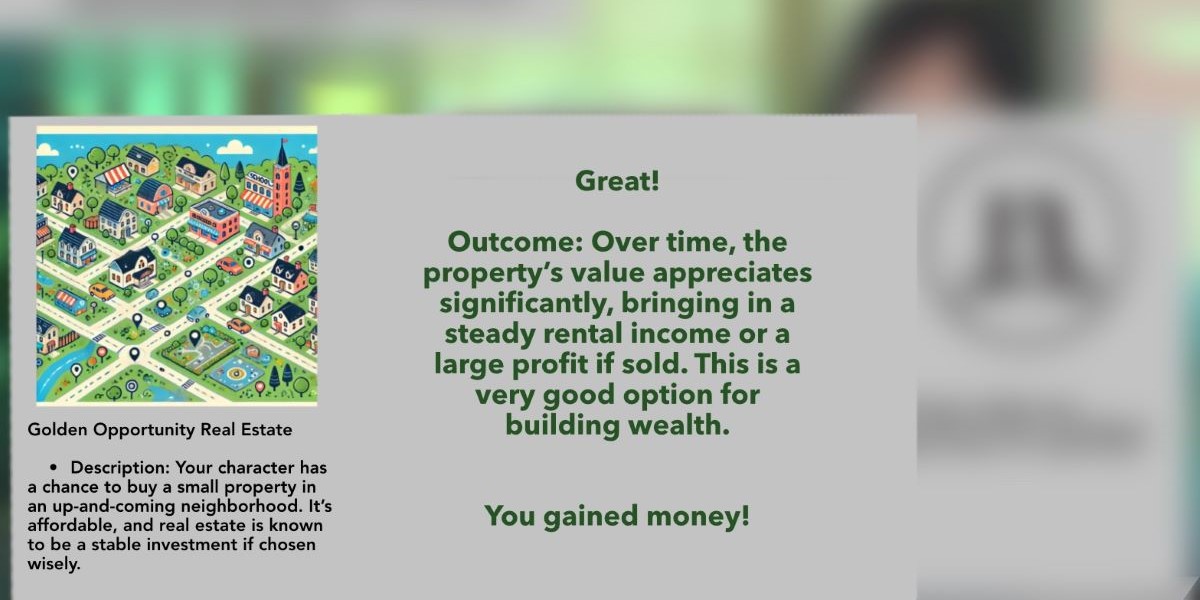 SCHOOL
Golden Opportunity Real Estate
• Description: Your character has
a chance to buy a small property in
an up-and-coming neighborhood. It’s
affordable, and real estate is known
to be a stable investment if chosen
wisely.
Great!
Outcome: Over time, the
property’s value appreciates
significantly, bringing in a
steady rental income or a
large profit if sold. This is a
very good option for
building wealth.
You gained money!